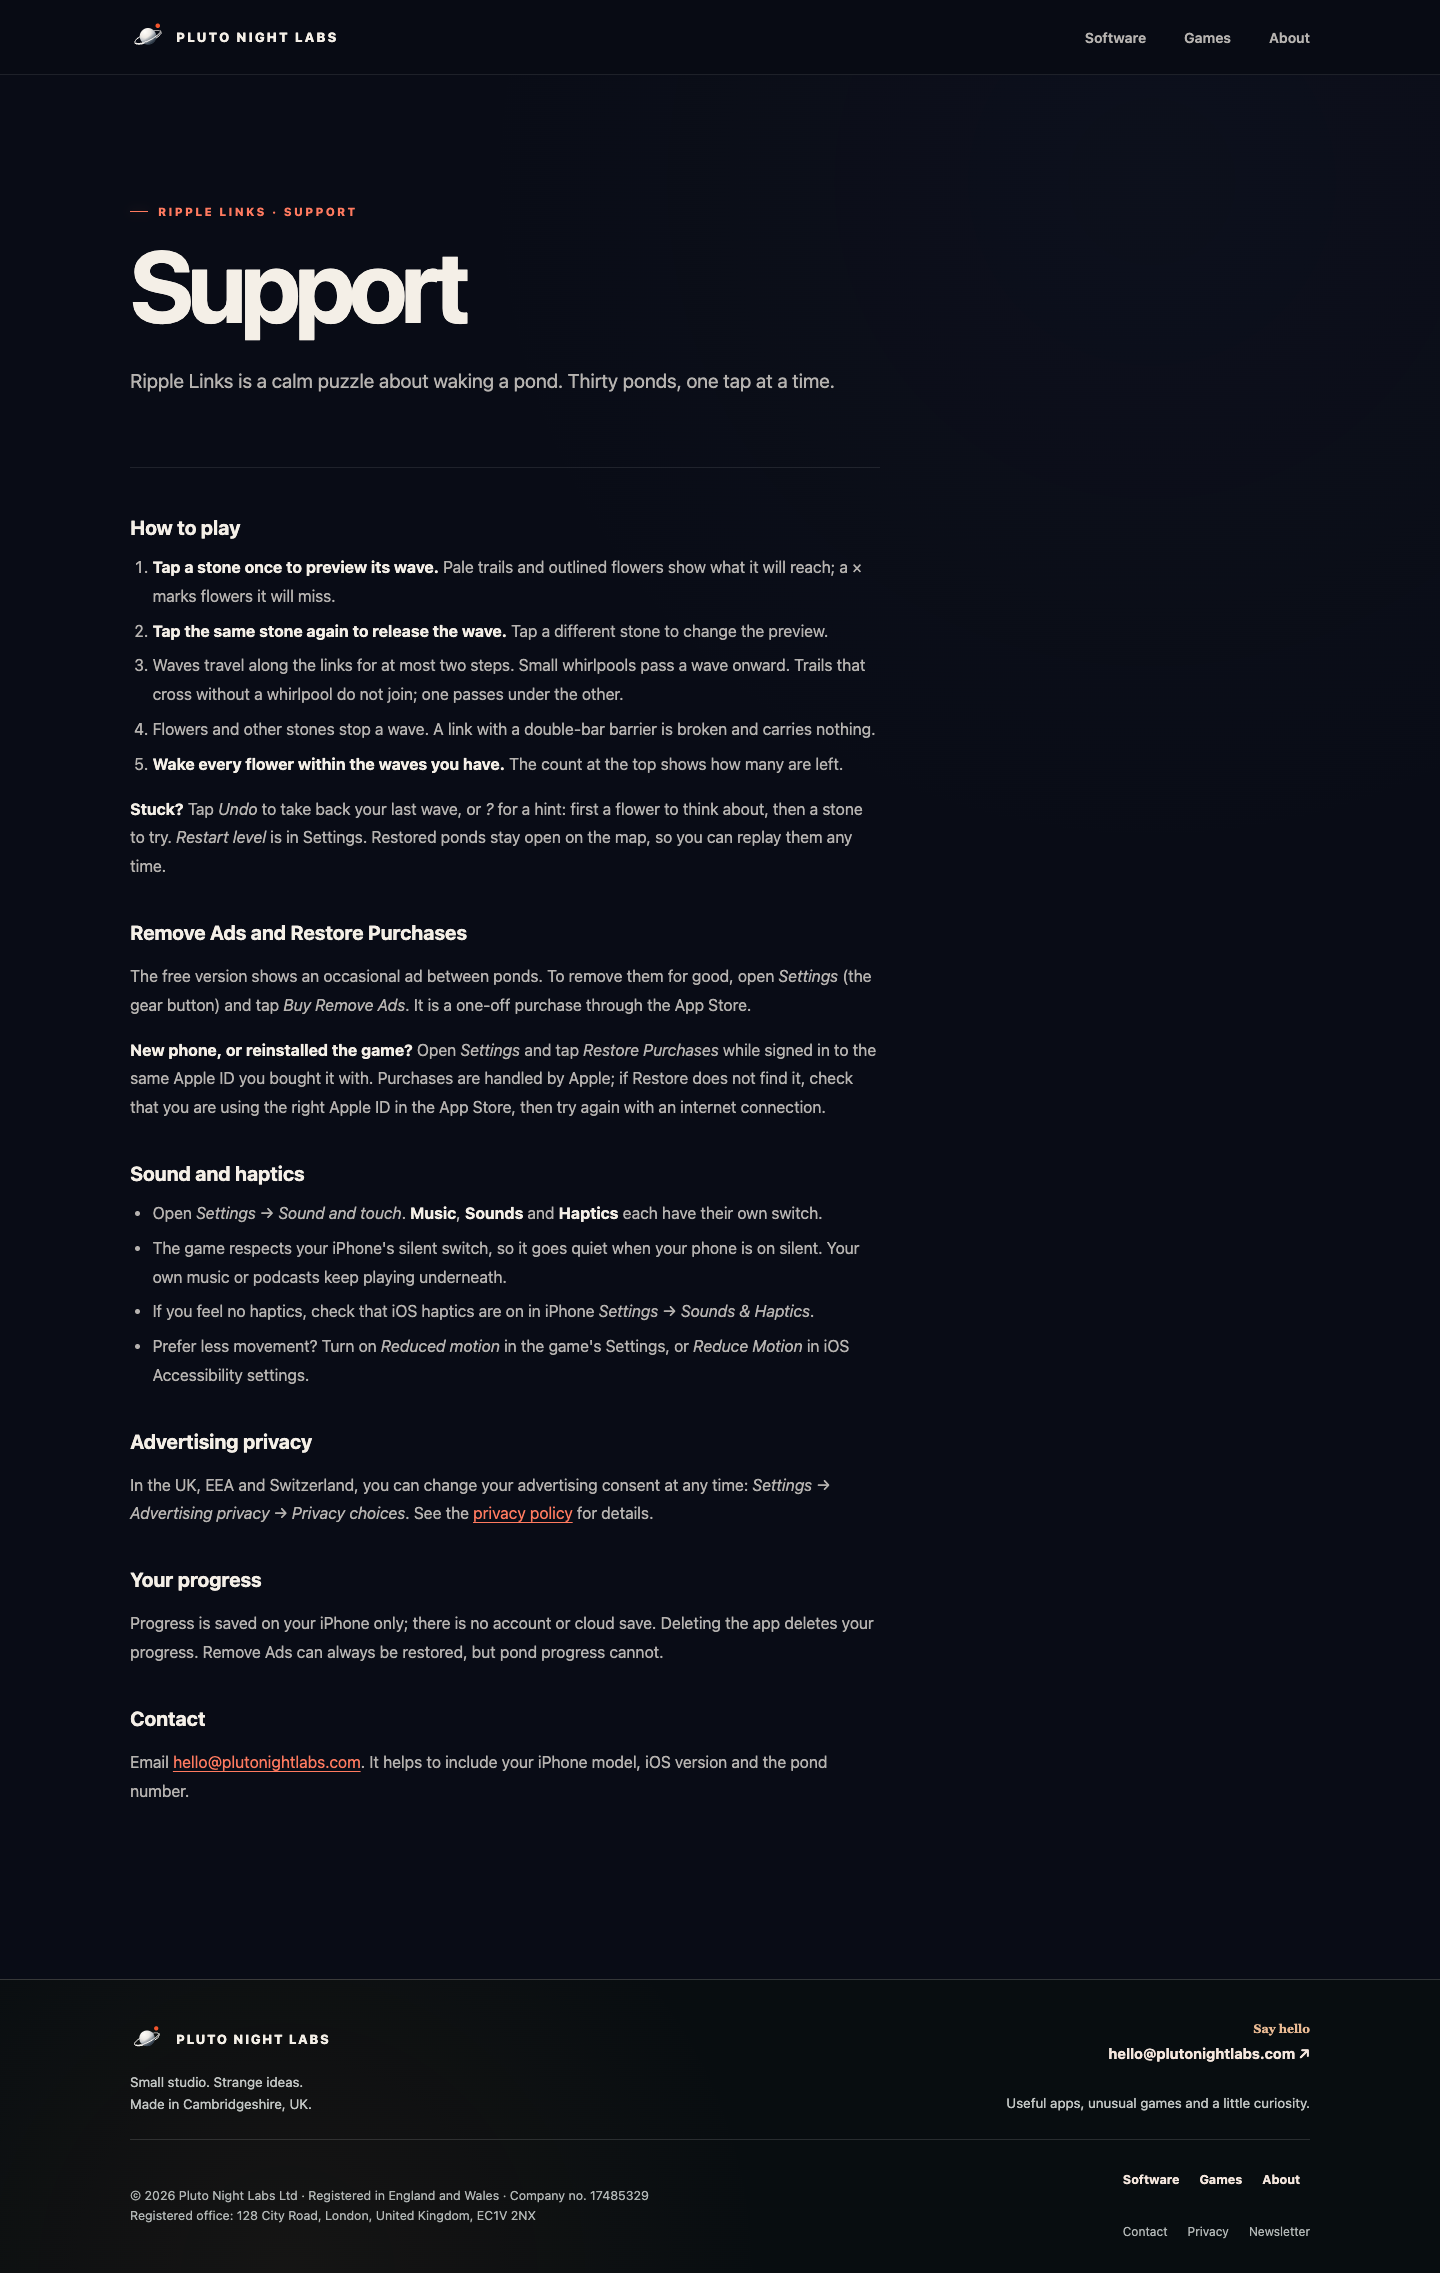 PLUTO NIGHT LABS
Software Games About
RIPPLE LINKS · SUPPORT
Support
Ripple Links is a calm puzzle about waking a pond. Thirty ponds, one tap at a time.
How to play
1. Tap a stone once to preview its wave. Pale trails and outlined flowers show what it will reach; a ×
marks flowers it will miss.
2. Tap the same stone again to release the wave. Tap a different stone to change the preview.
3. Waves travel along the links for at most two steps. Small whirlpools pass a wave onward. Trails that
cross without a whirlpool do not join; one passes under the other.
4. Flowers and other stones stop a wave. A link with a double-bar barrier is broken and carries nothing.
5. Wake every flower within the waves you have. The count at the top shows how many are left.
Stuck? Tap Undo to take back your last wave, or ? for a hint: first a flower to think about, then a stone
to try. Restart level is in Settings. Restored ponds stay open on the map, so you can replay them any
time.
Remove Ads and Restore Purchases
The free version shows an occasional ad between ponds. To remove them for good, open Settings (the
gear button) and tap Buy Remove Ads. It is a one-off purchase through the App Store.
New phone, or reinstalled the game? Open Settings and tap Restore Purchases while signed in to the
same Apple ID you bought it with. Purchases are handled by Apple; if Restore does not find it, check
that you are using the right Apple ID in the App Store, then try again with an internet connection.
Sound and haptics
• Open Settings → Sound and touch. Music, Sounds and Haptics each have their own switch.
• The game respects your iPhone's silent switch, so it goes quiet when your phone is on silent. Your
own music or podcasts keep playing underneath.
• If you feel no haptics, check that iOS haptics are on in iPhone Settings → Sounds & Haptics.
• Prefer less movement? Turn on Reduced motion in the game's Settings, or Reduce Motion in iOS
Accessibility settings.
Advertising privacy
In the UK, EEA and Switzerland, you can change your advertising consent at any time: Settings →
Advertising privacy → Privacy choices. See the privacy policy for details.
Your progress
Progress is saved on your iPhone only; there is no account or cloud save. Deleting the app deletes your
progress. Remove Ads can always be restored, but pond progress cannot.
Contact
Email hello@plutonightlabs.com. It helps to include your iPhone model, iOS version and the pond
number.
PLUTO NIGHT LABS
Small studio. Strange ideas.
Made in Cambridgeshire, UK.
Say hello
hello@plutonightlabs.com ↗
Useful apps, unusual games and a little curiosity.
© 2026 Pluto Night Labs Ltd · Registered in England and Wales · Company no. 17485329
Registered office: 128 City Road, London, United Kingdom, EC1V 2NX
Software Games About
Contact Privacy Newsletter